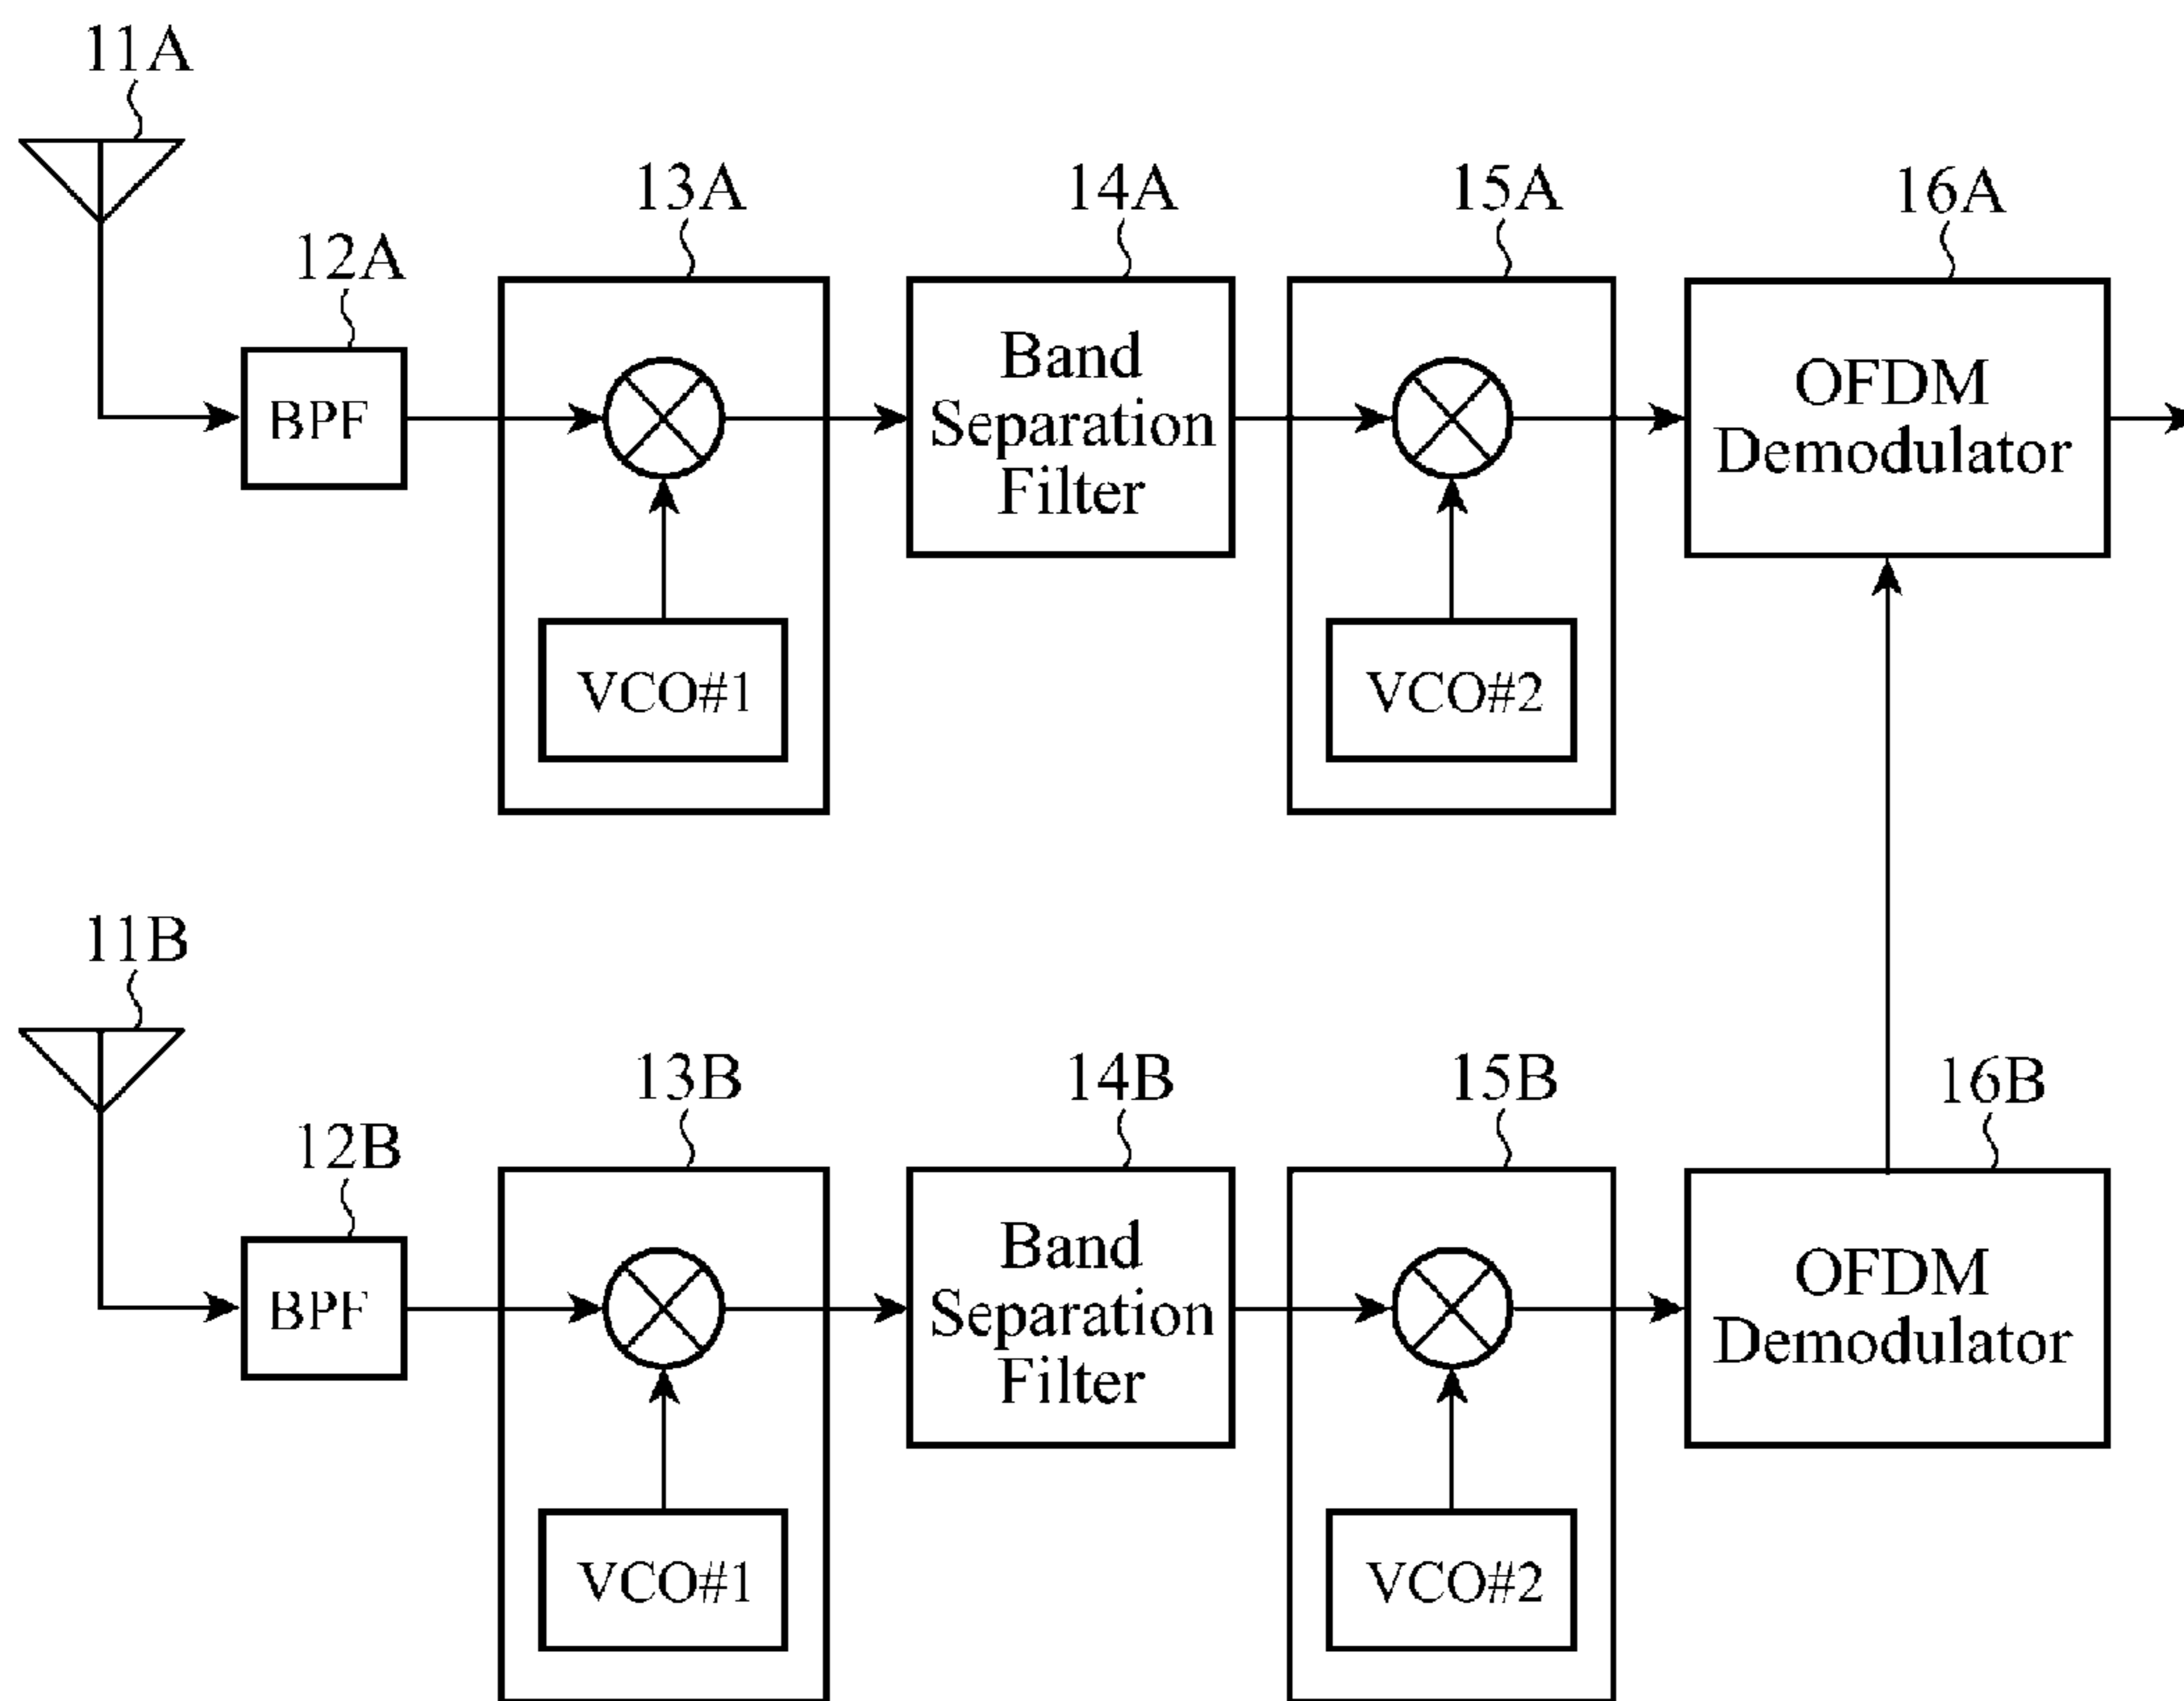 11A
13A
14A
15A
16A
12A
BPF
Band
Separation
Filter
OFDM
Demodulator
VCO#1
VCO#2
11B
13B
14B
15B
16B
12B
BPF
Band
Separation
Filter
OFDM
Demodulator
VCO#1
VCO#2